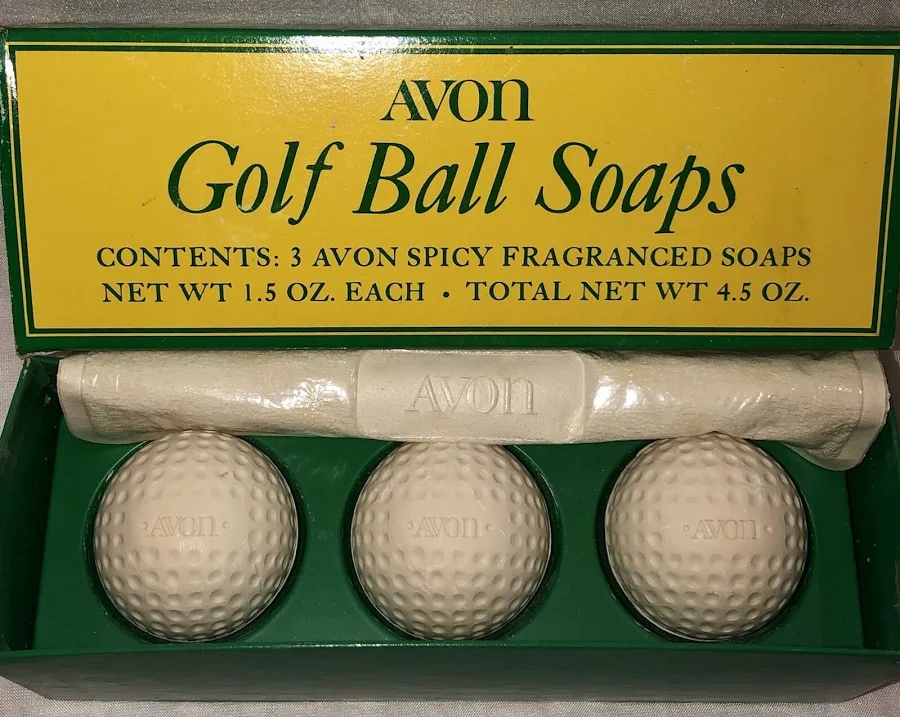 AVON
Golf Ball Soaps
CONTENTS: 3 AVON SPICY FRAGRANCED SOAPS
NET WT 1.5 OZ. EACH • TOTAL NET WT 4.5 OZ.
AVON
·AVON·
·AVON·
·AVON·